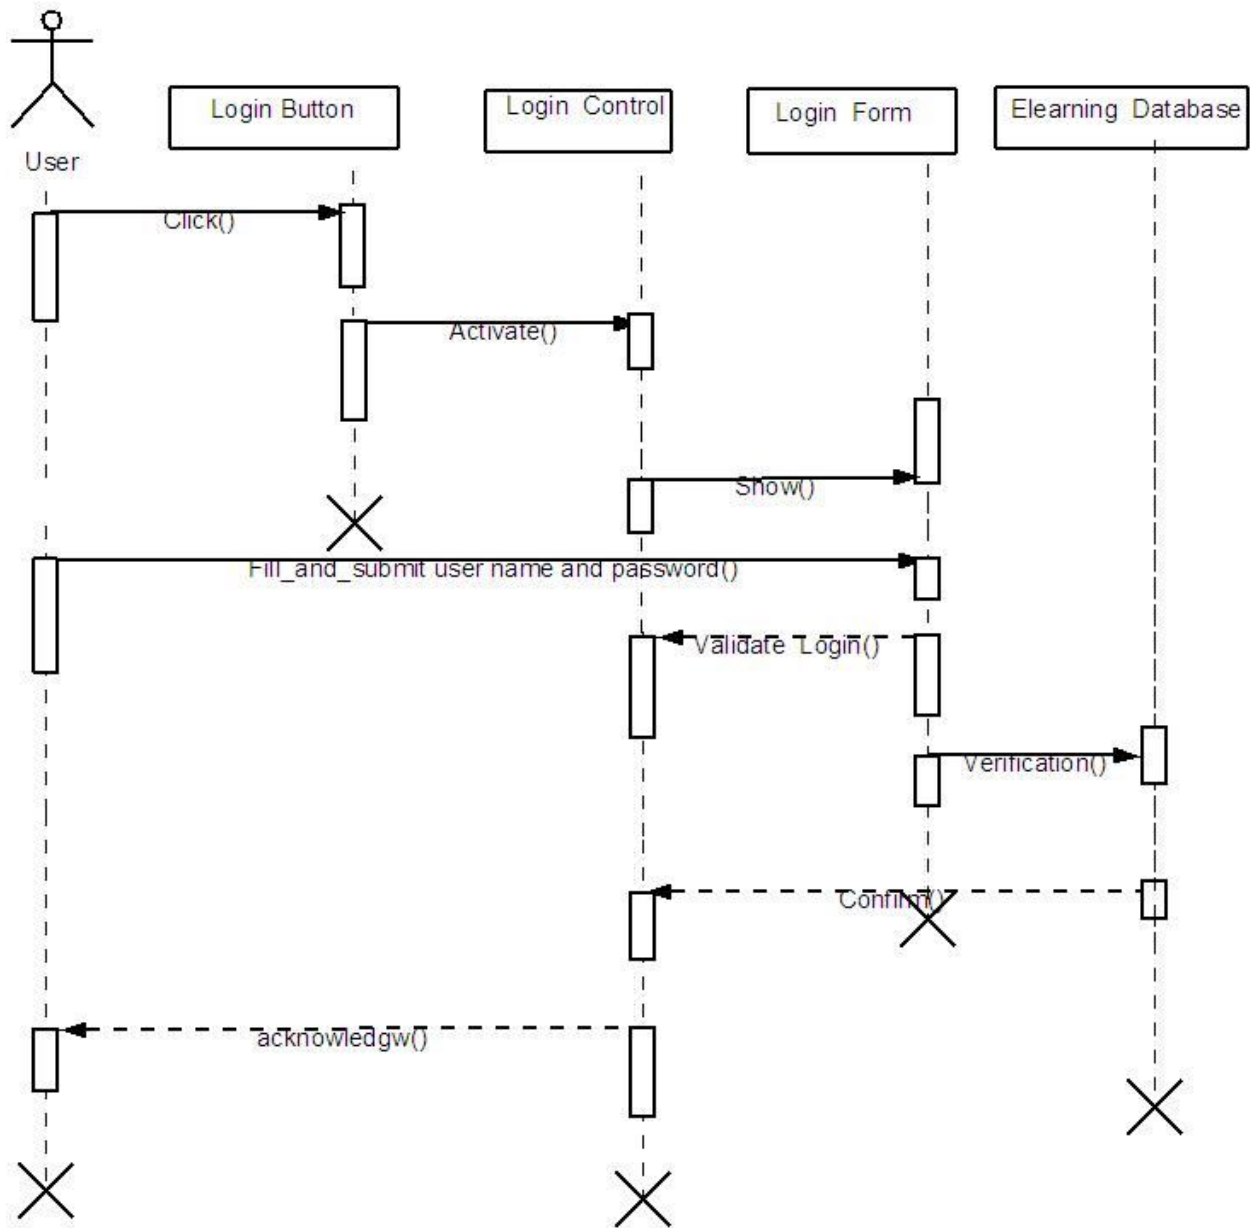 Login Button
Login Control
Login Form
Elearning Database
User
Click()
Activate()
Show()
Fill_and_submit user name and password()
Validate Login()
Verification()
Confirm()
acknowledgw()